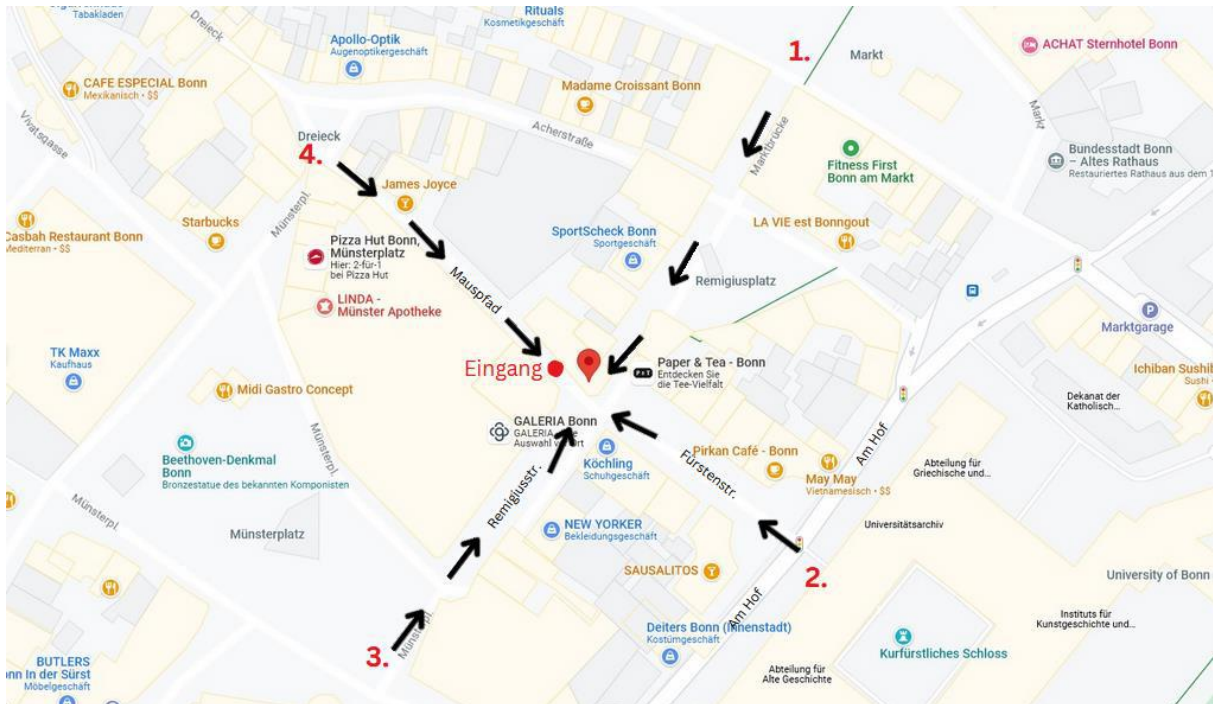 Tabakladen
Rituals
Kosmetikgeschäft
Dreieck
Apollo-Optik
Augenoptikergeschäft
1.
Markt
ACHAT Sternhotel Bonn
CAFE ESPECIAL Bonn
Mexikanisch • $$
Madame Croissant Bonn
Vivatsgasse
Dreieck
4.
Acherstraße
Marktbrücke
Markt
Fitness First
Bonn am Markt
Bundesstadt Bonn
– Altes Rathaus
Restauriertes Rathaus aus dem
James Joyce
Münsterpl.
Starbucks
Casbah Restaurant Bonn
Mediterran • $$
Pizza Hut Bonn,
Münsterplatz
Hier: 2-für-1
bei Pizza Hut
SportScheck Bonn
Sportgeschäft
LA VIE est Bonngout
Mauspfad
Remigiusplatz
LINDA -
Münster Apotheke
Marktgarage
TK Maxx
Kaufhaus
Eingang
P&T
Paper & Tea - Bonn
Entdecken Sie
die Tee-Vielfalt
Ichiban Sushi
Sushi
Midi Gastro Concept
Dekanat der
Katholisch...
GALERIA Bonn
GALERIA
Auswahl
Münsterpl.
Am Hof
Beethoven-Denkmal
Bonn
Bronzestatue des bekannten Komponisten
Remigiusstr.
Köchling
Schuhgeschäft
Fürstenstr.
Pirkan Café - Bonn
May May
Vietnamesisch • $$
Abteilung für
Griechische und...
Münsterpl.
Münsterplatz
NEW YORKER
Bekleidungsgeschäft
Universitätsarchiv
SAUSALITOS
2.
University of Bonn
Am Hof
Instituts für
Kunstgeschichte und...
3.
Münsterpl.
Deiters Bonn (Innenstadt)
Kostümgeschäft
Kurfürstliches Schloss
BUTLERS
onn In der Sürst
Möbelgeschäft
Abteilung für
Alte Geschichte